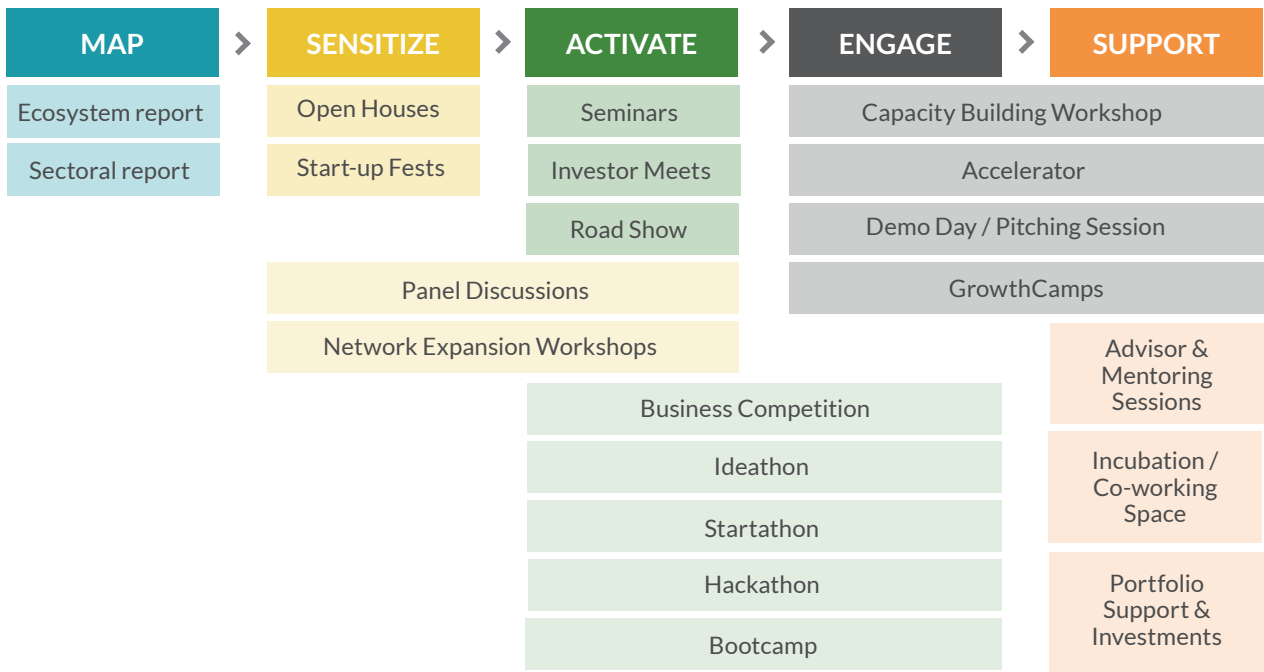 MAP
SENSITIZE
ACTIVATE
ENGAGE
SUPPORT
Ecosystem report
Open Houses
Seminars
Capacity Building Workshop
Sectoral report
Start-up Fests
Investor Meets
Accelerator
Road Show
Demo Day / Pitching Session
Panel Discussions
GrowthCamps
Network Expansion Workshops
Advisor &
Mentoring
Sessions
Business Competition
Ideathon
Incubation /
Co-working
Space
Startathon
Hackathon
Portfolio
Support &
Investments
Bootcamp